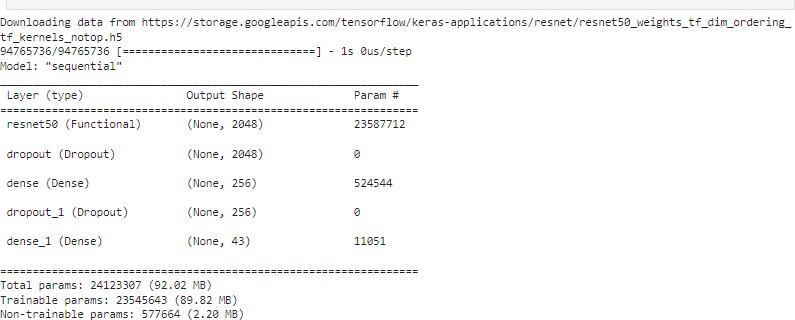 Downloading data from https://storage.googleapis.com/tensorflow/keras-applications/resnet/resnet50_weights_tf_dim_ordering_
tf_kernels_notop.h5
94765736/94765736 [==============================] - 1s 0us/step
Model: "sequential"
_________________________________________________________________
Layer (type) Output Shape Param #
=================================================================
resnet50 (Functional) (None, 2048) 23587712
dropout (Dropout) (None, 2048) 0
dense (Dense) (None, 256) 524544
dropout_1 (Dropout) (None, 256) 0
dense_1 (Dense) (None, 43) 11051
=================================================================
Total params: 24123307 (92.02 MB)
Trainable params: 23545643 (89.82 MB)
Non-trainable params: 577664 (2.20 MB)